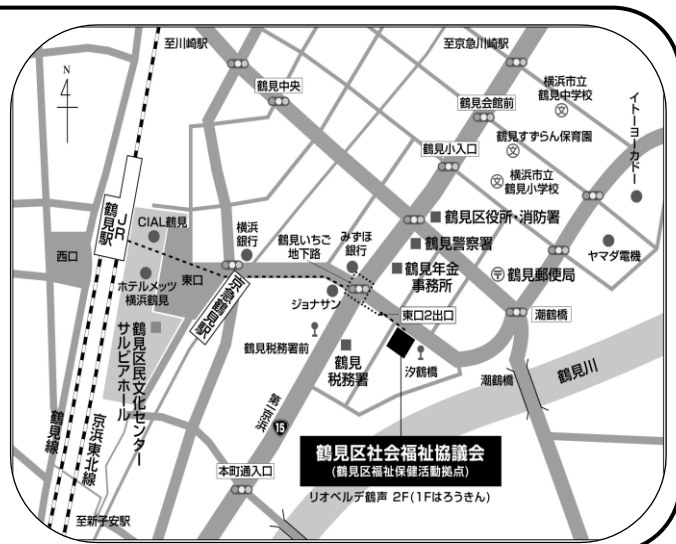 至川崎駅
至京急川崎駅
N
鶴見中央
鶴見会館前
横浜市立
鶴見中学校
文
イトーヨーカドー
鶴見すずらん保育園
文
鶴見小入口
横浜市立
鶴見小学校
文
JR
鶴見駅
CIAL鶴見
西口
東口
横浜
銀行
鶴見いちご
地下路
みずほ
銀行
鶴見区役所・消防署
鶴見警察署
ヤマダ電機
鶴見年金
事務所
鶴見郵便局
ホテルメッツ
横浜鶴見
京急鶴見駅
ジョナサン
東口2出口
潮鶴橋
鶴見区民文化センター
サルビアホール
鶴見税務署前
鶴見
税務署
汐鶴橋
潮鶴橋
鶴見川
鶴見線
京浜東北線
第二京浜
15
鶴見区社会福祉協議会
(鶴見区福祉保健活動拠点)
本町通入口
リオベルデ鶴声 2F(1Fはろうきん)
至新子安駅